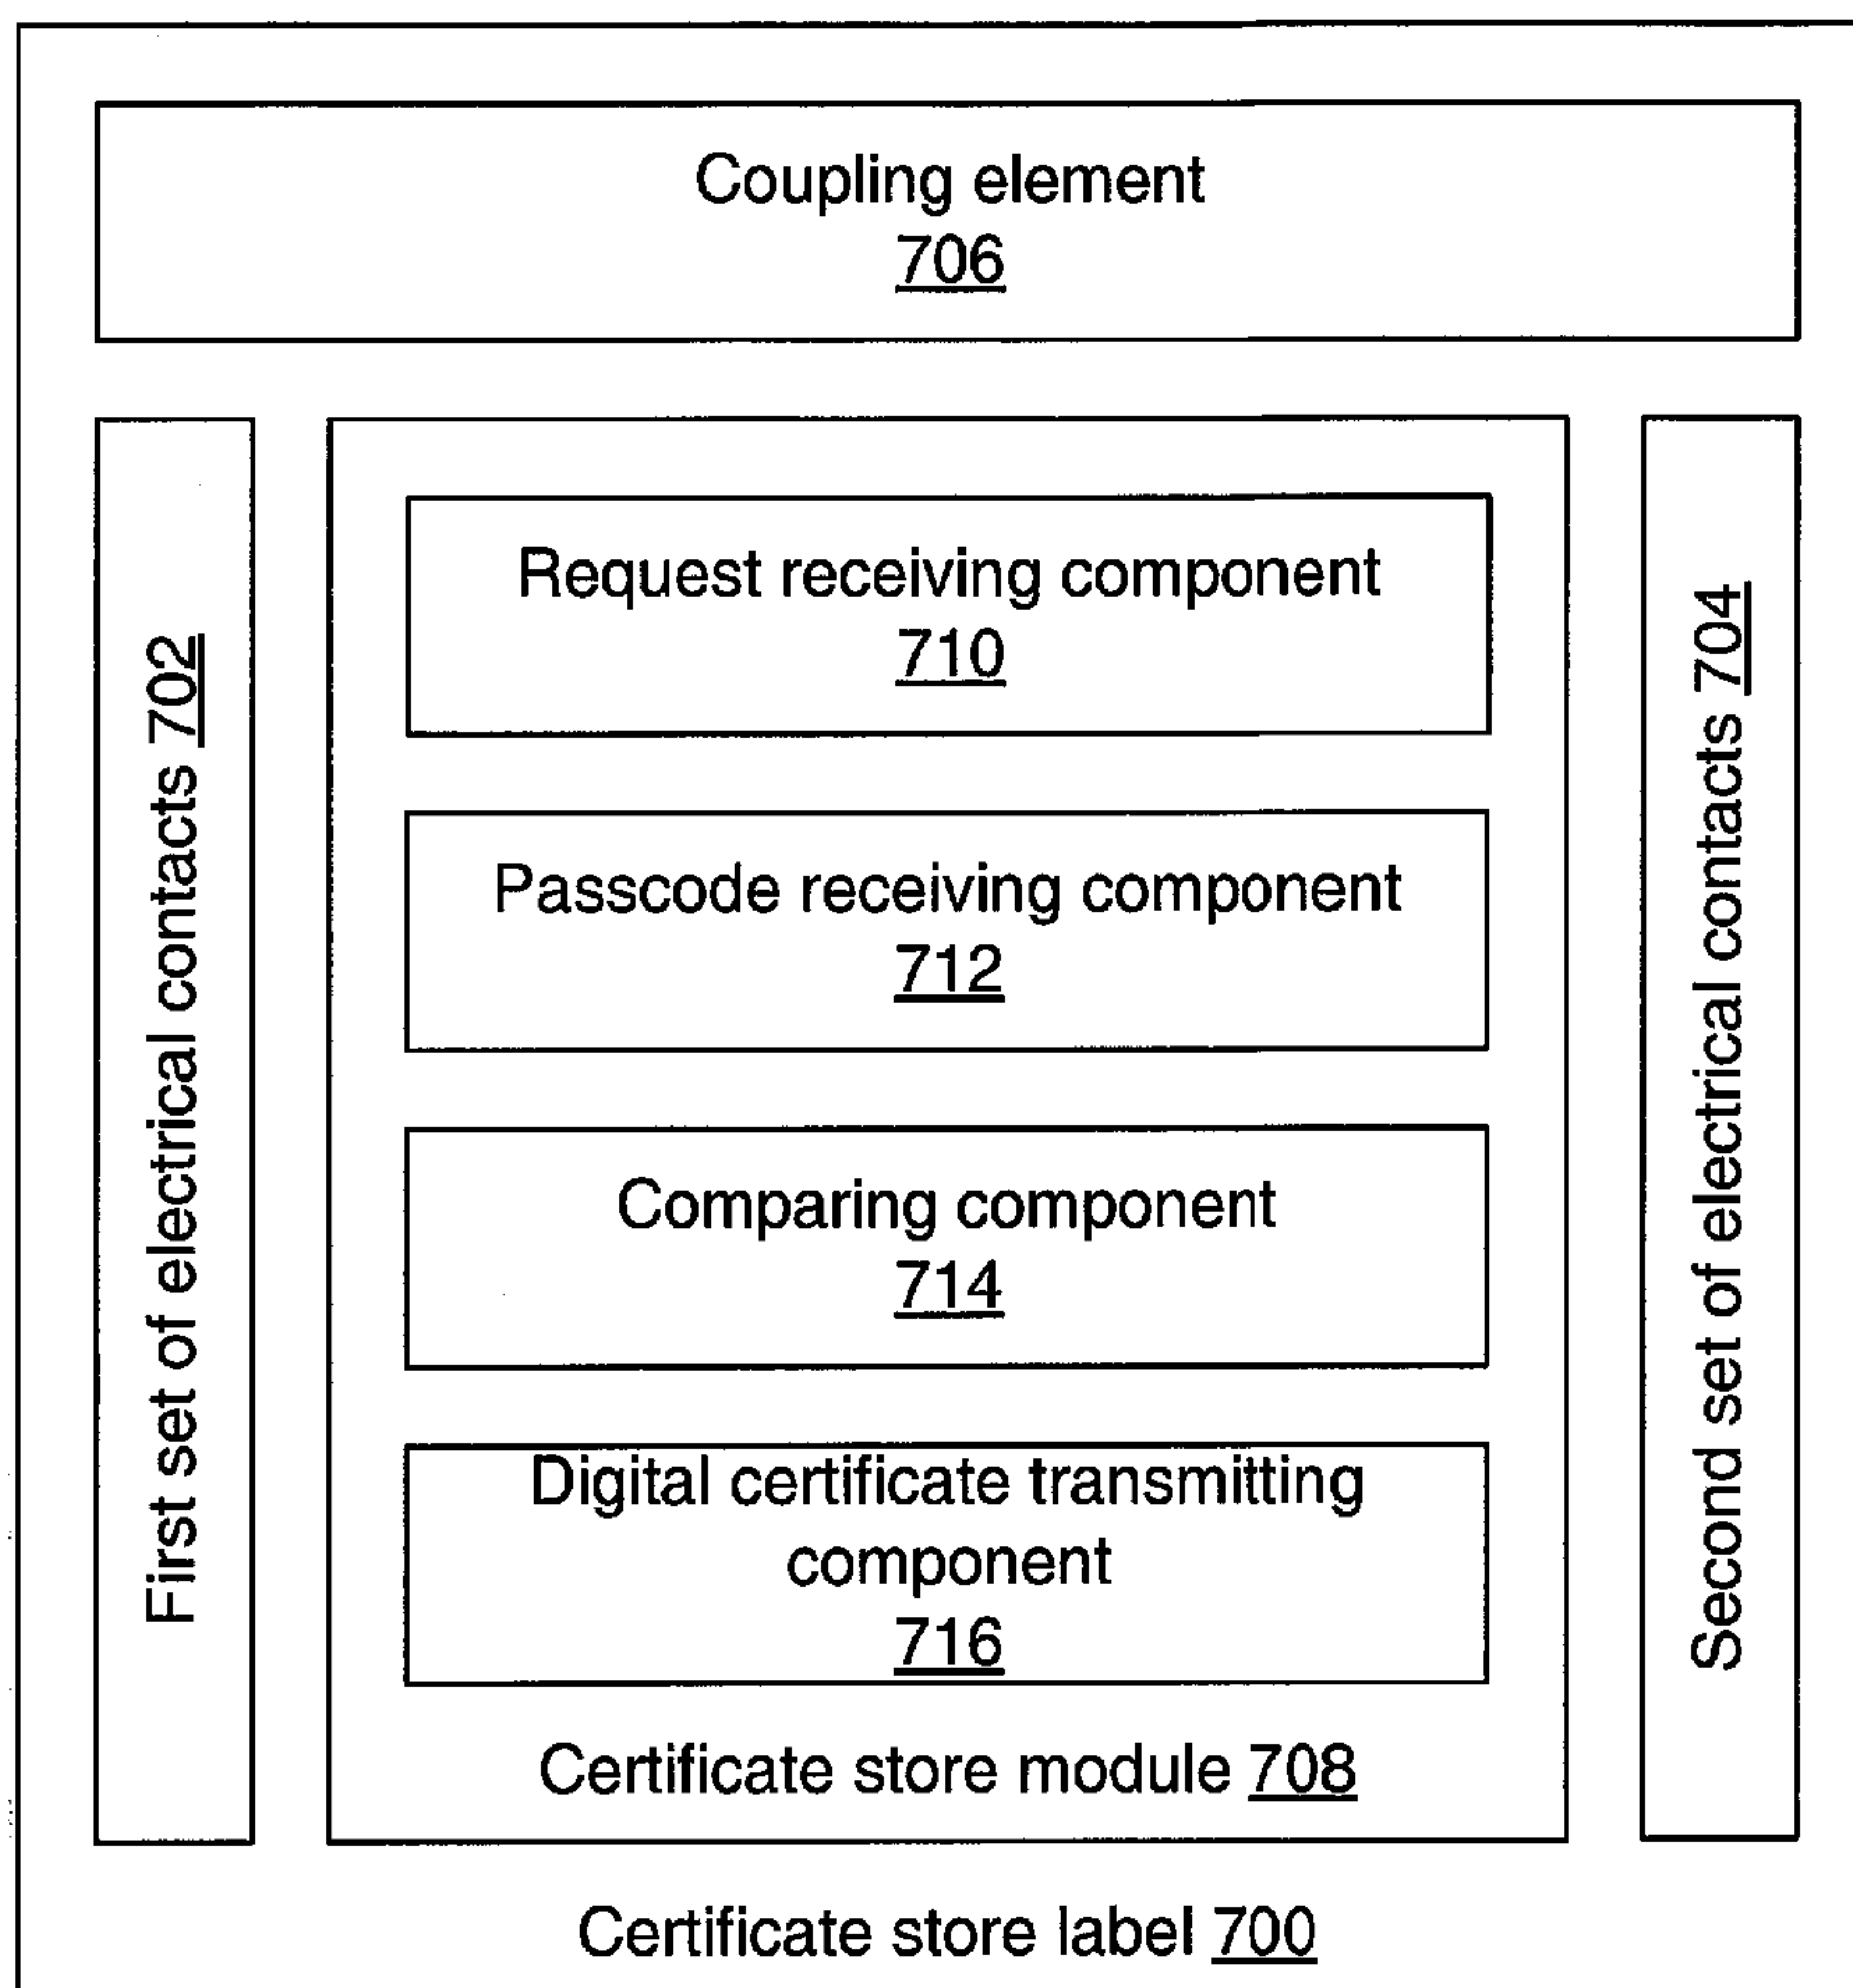 Coupling element
706
First set of electrical contacts 702
Request receiving component
710
Passcode receiving component
712
Comparing component
714
Digital certificate transmitting
component
716
Certificate store module 708
Second set of electrical contacts 704
Certificate store label 700